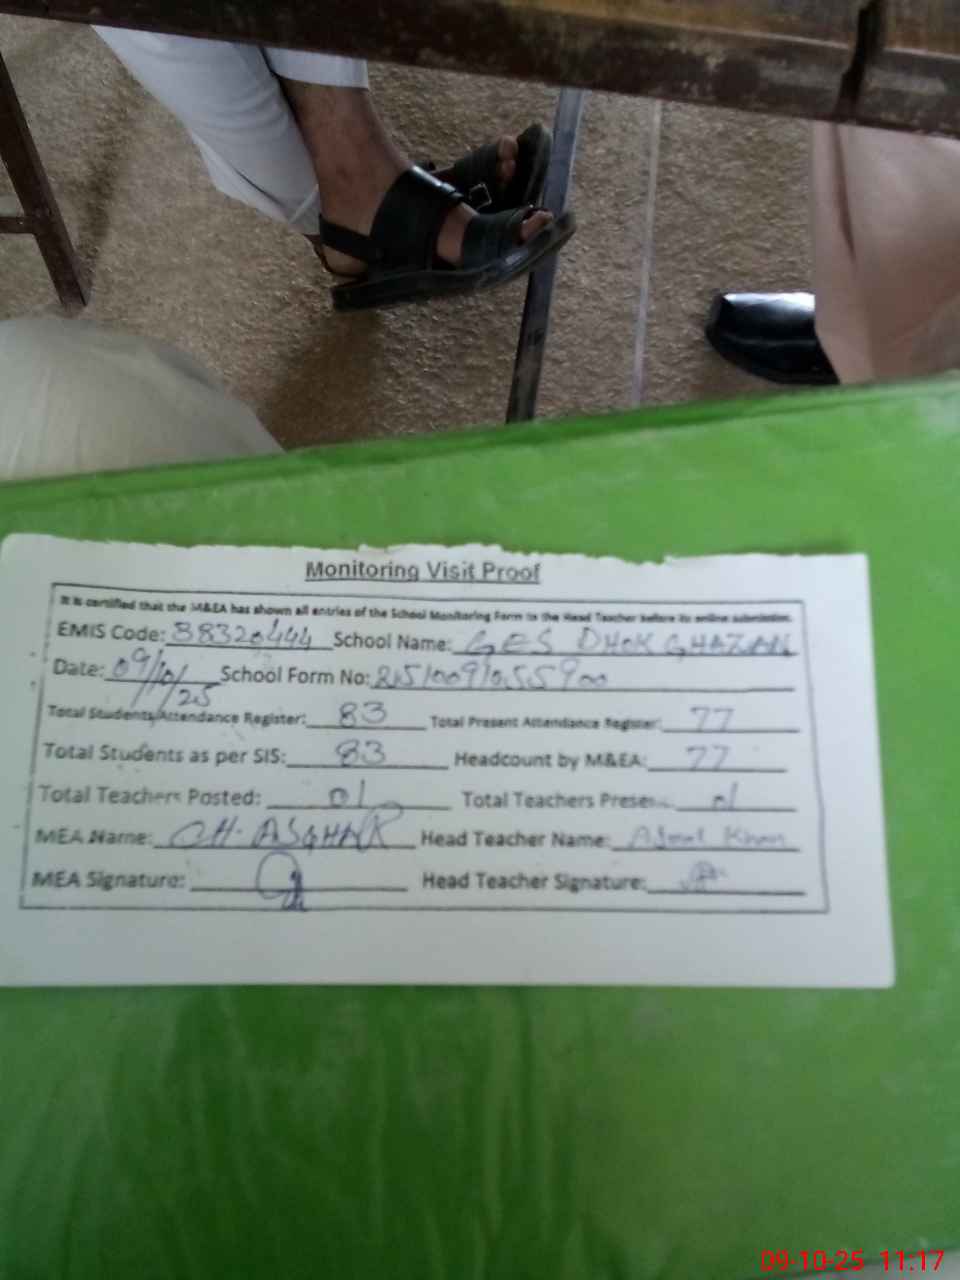 Monitoring Visit Proof
It is certified that the M&EA has shown all entries of the School Monitoring Form to the Head Teacher before its online submission.
EMIS Code: 38320444 School Name: GES DHOK GHAZAN
Date: 09/10/25 School Form No:
Total Students Attendance Register: 83 Total Present Attendance Register: 77
Total Students as per SIS: 83 Headcount by M&EA: 77
Total Teachers Posted: 01 Total Teachers Present: 01
MEA Name: CH. ASGHAR Head Teacher Name: Ajmal Khan
MEA Signature: Head Teacher Signature:
09-10-25 11:17